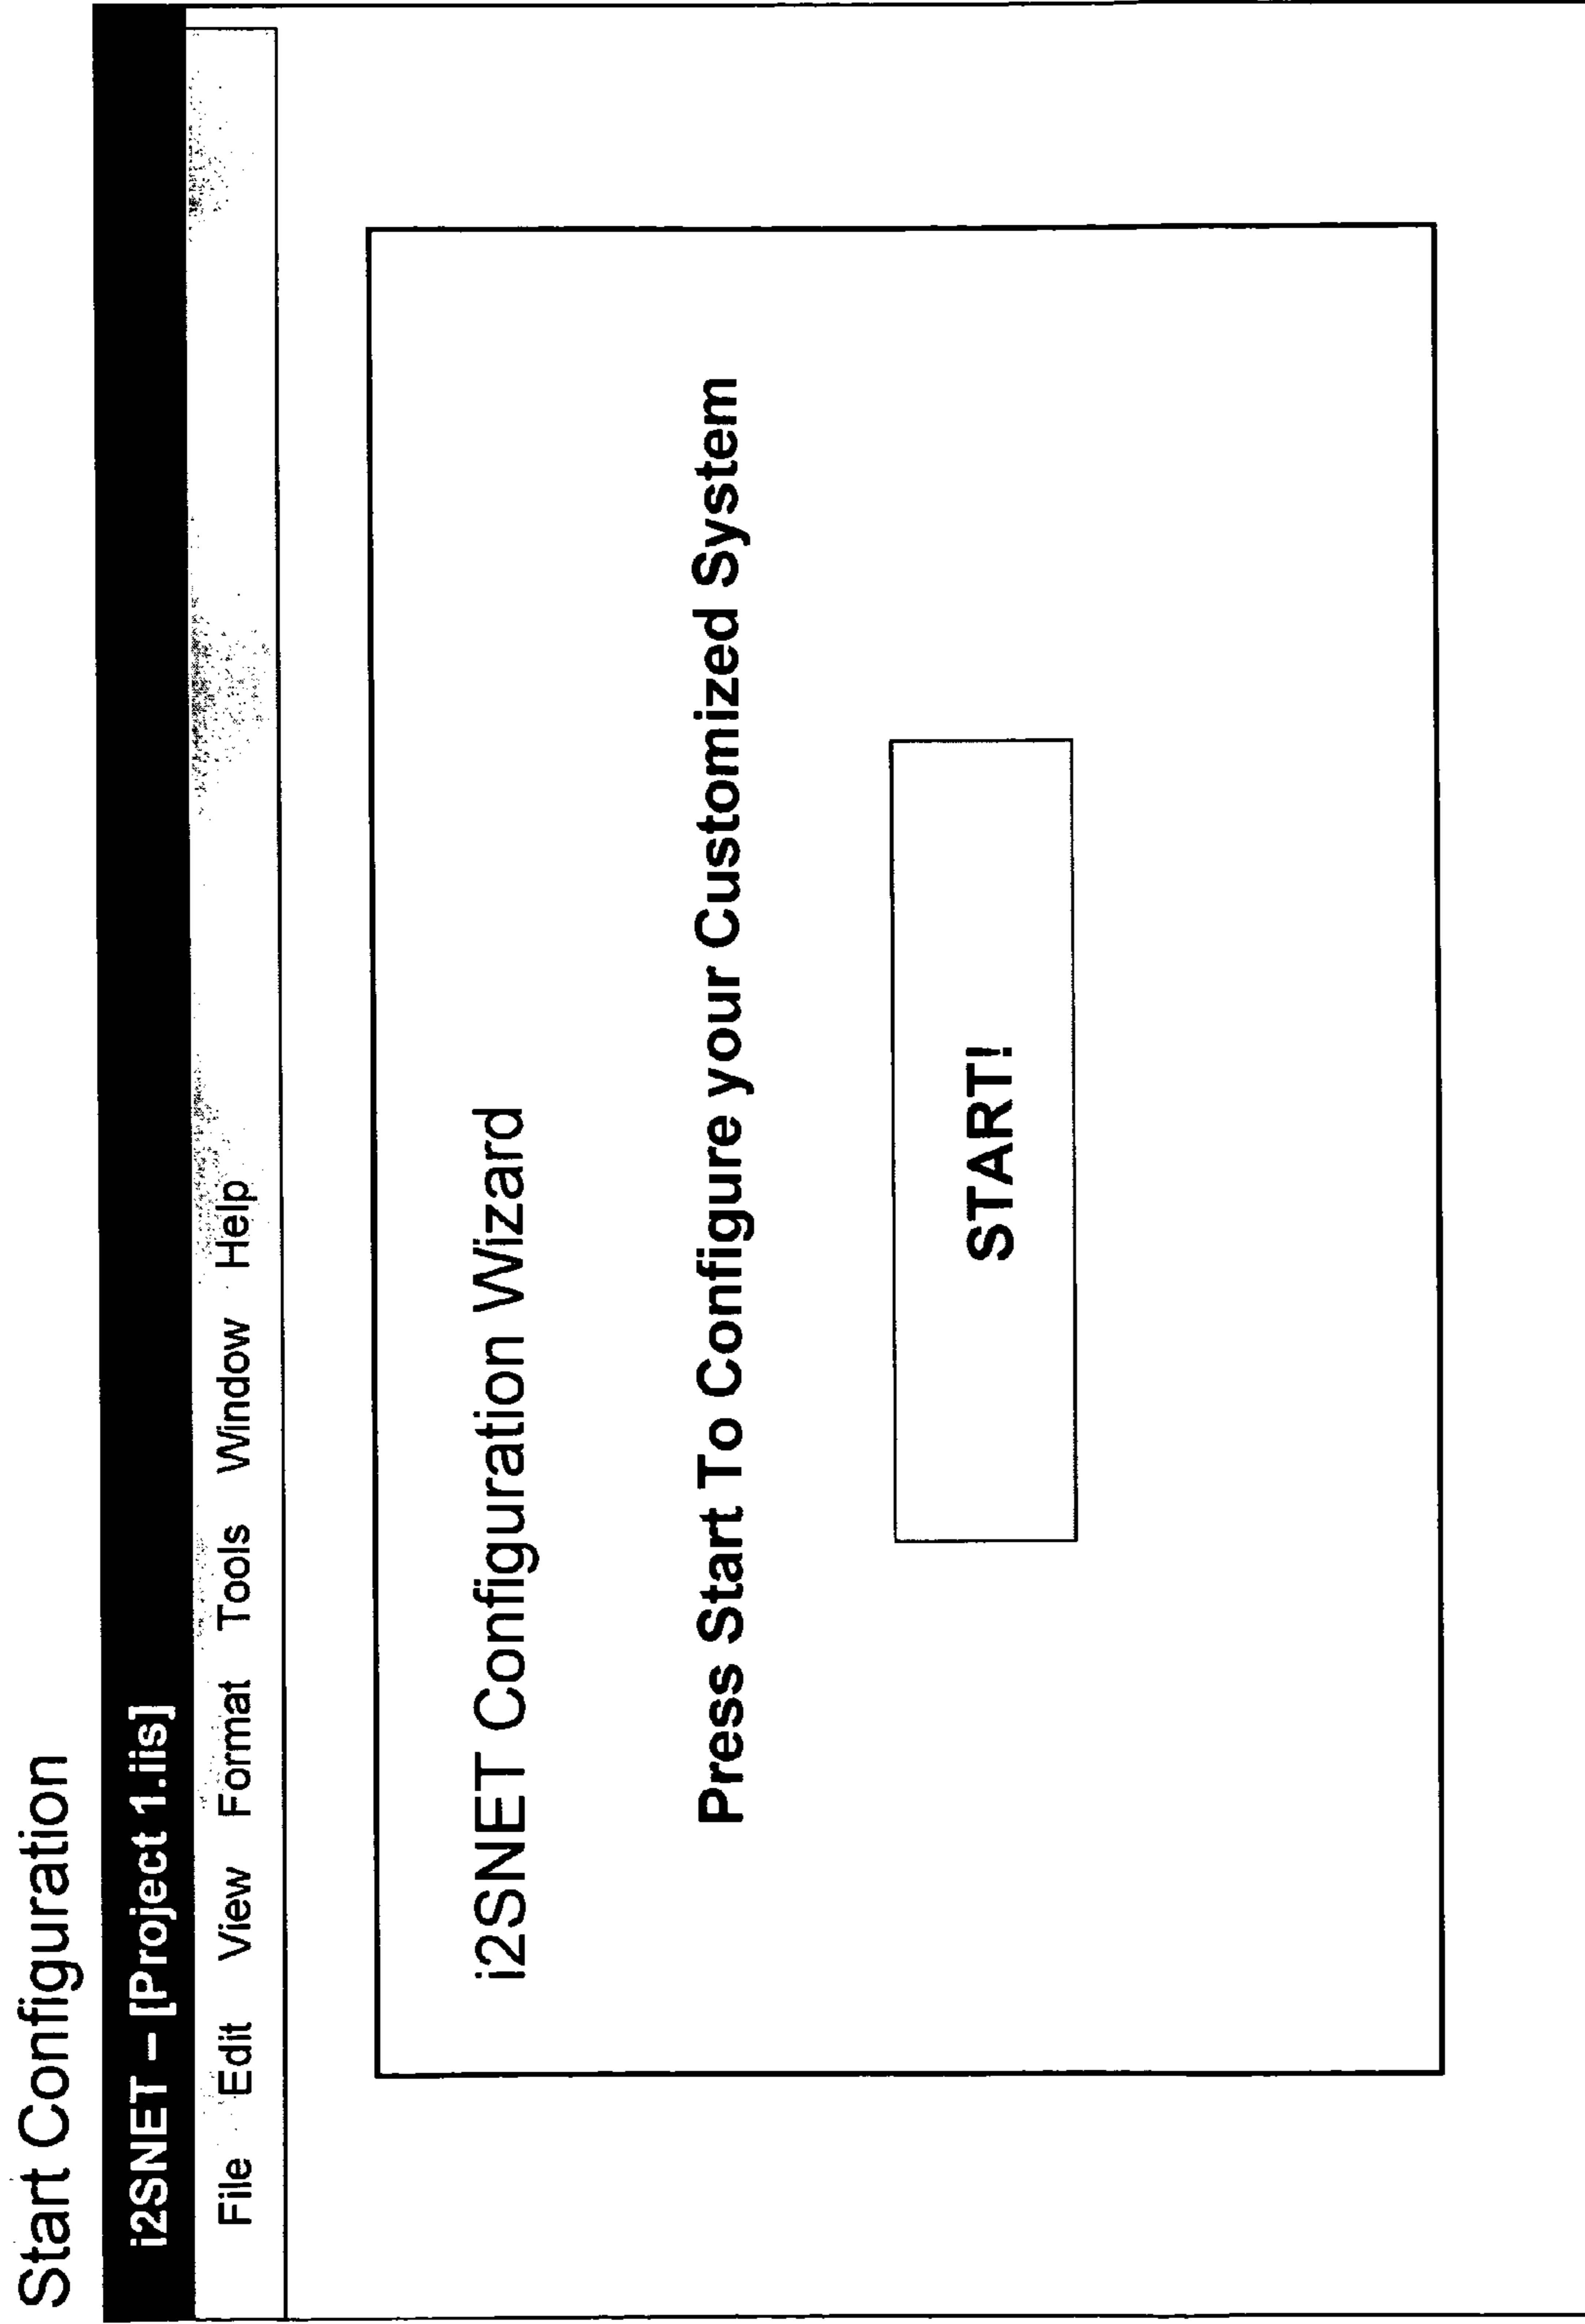 Start Configuration
i2SNET – [Project 1.iis]
File Edit View Format Tools Window Help
i2SNET Configuration Wizard
Press Start To Configure your Customized System
START!